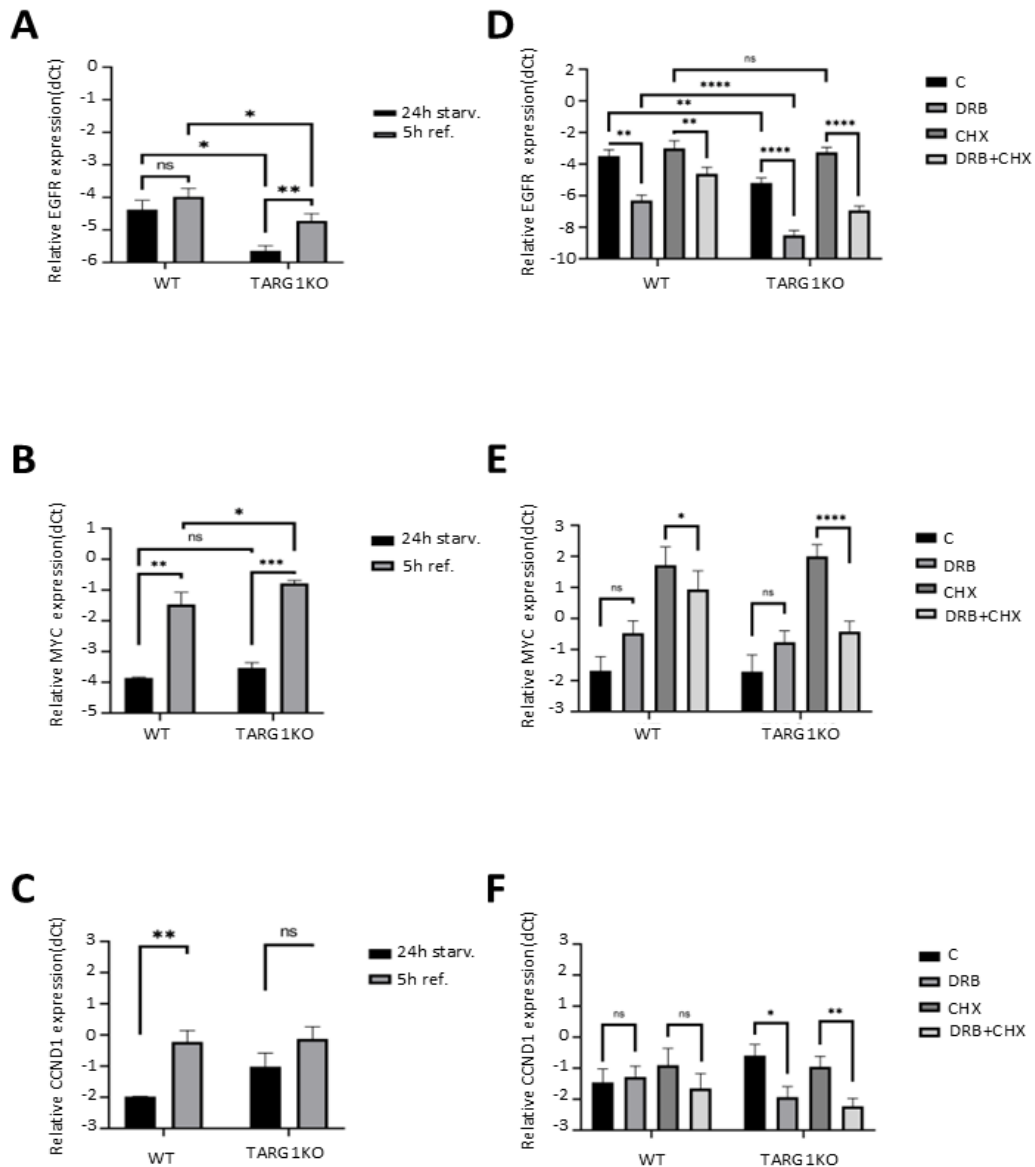 A
Relative EGFR expression(dCt)
0
-1
-2
-3
-4
-5
-6
ns
*
*
**
WT
TARG1KO
24h starv.
5h ref.
D
Relative EGFR expression(dCt)
2
0
-2
-4
-6
-8
-10
ns
****
**
**
**
****
****
WT
TARG1KO
C
DRB
CHX
DRB+CHX
B
Relative MYC expression(dCt)
1
0
-1
-2
-3
-4
-5
*
ns
**
***
WT
TARG1KO
24h starv.
5h ref.
E
Relative MYC expression(dCt)
3
2
1
0
-1
-2
-3
ns
*
ns
****
WT
TARG1KO
C
DRB
CHX
DRB+CHX
C
Relative CCND1 expression(dCt)
3
2
1
0
-1
-2
-3
**
ns
WT
TARG1KO
24h starv.
5h ref.
F
Relative CCND1 expression(dCt)
3
2
1
0
-1
-2
-3
ns
ns
*
**
WT
TARG1KO
C
DRB
CHX
DRB+CHX